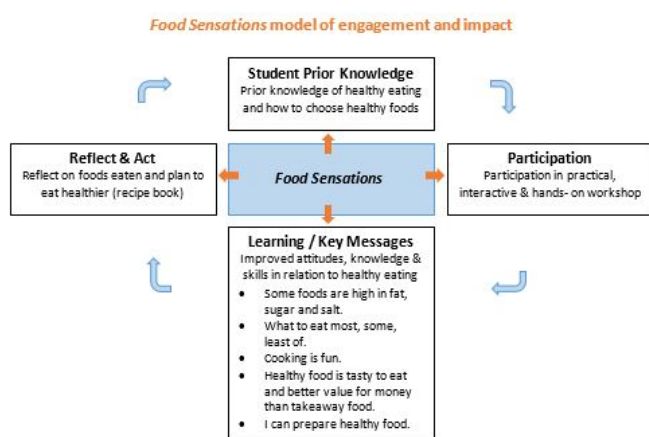 Food Sensations model of engagement and impact
Student Prior Knowledge
Prior knowledge of healthy eating
and how to choose healthy foods
Reflect & Act
Reflect on foods eaten and plan to
eat healthier (recipe book)
Food Sensations
Participation
Participation in practical,
interactive & hands- on workshop
Learning / Key Messages
Improved attitudes, knowledge &
skills in relation to healthy eating
• Some foods are high in fat,
sugar and salt.
• What to eat most, some,
least of.
• Cooking is fun.
• Healthy food is tasty to eat
and better value for money
than takeaway food.
• I can prepare healthy food.